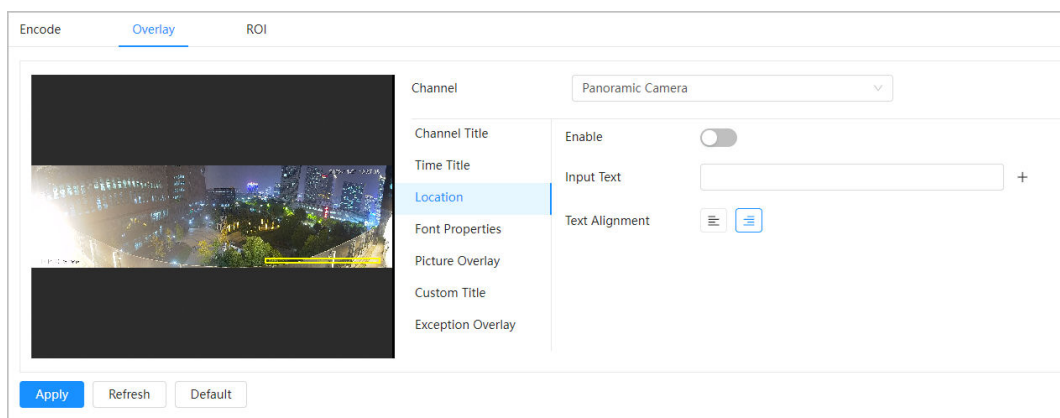 Encode Overlay ROI
Channel Panoramic Camera
Channel Title
Time Title
Location
Font Properties
Picture Overlay
Custom Title
Exception Overlay
Enable
Input Text +
Text Alignment
Apply Refresh Default